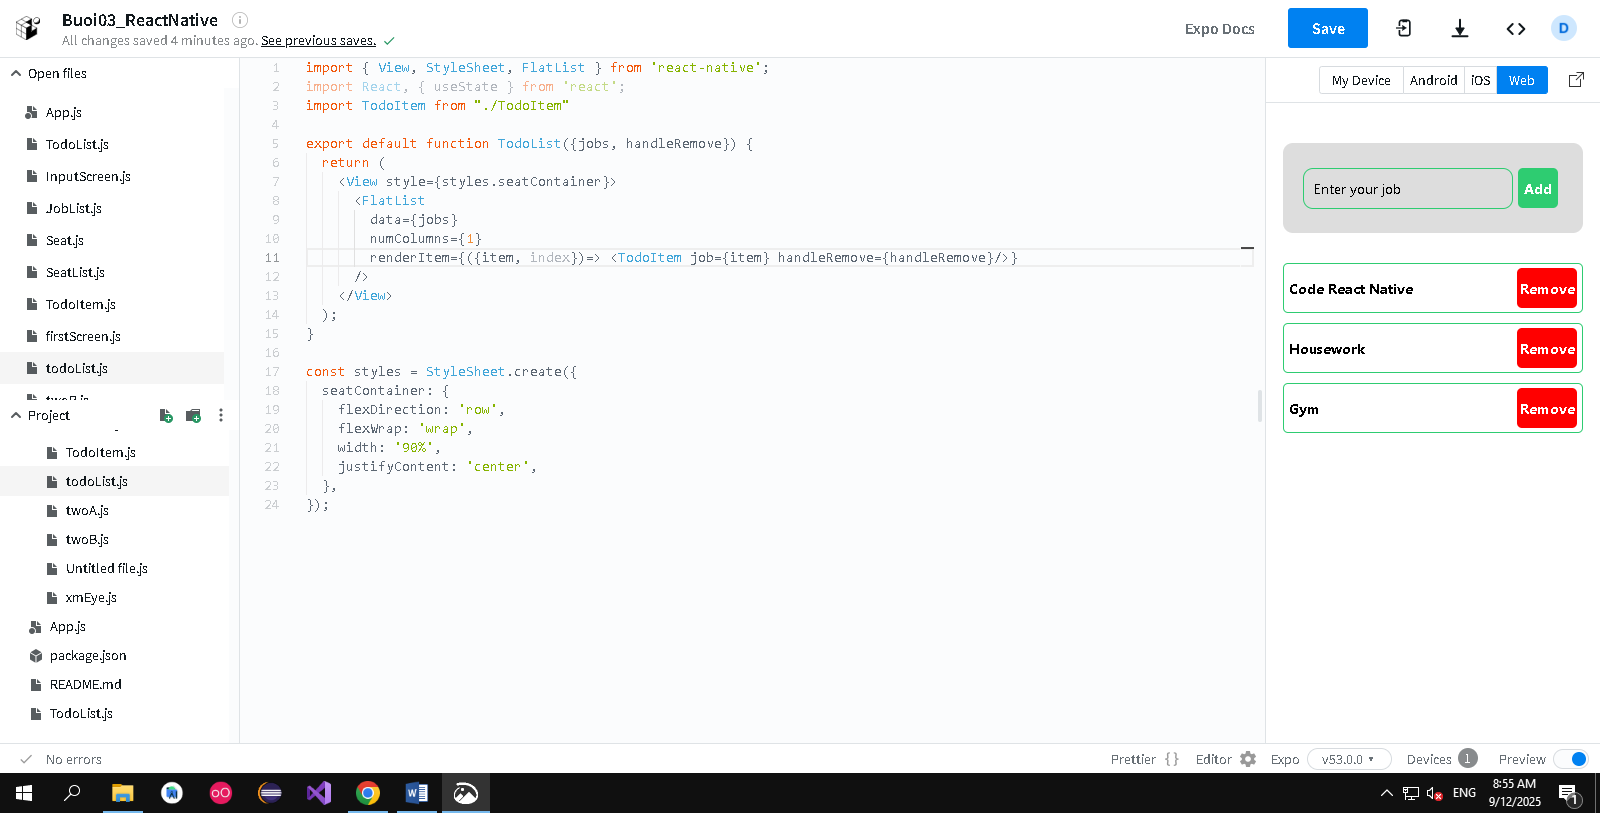 Buoi03_ReactNative
All changes saved 4 minutes ago. See previous saves.
Expo Docs
Save
D
Open files
App.js
TodoList.js
InputScreen.js
JobList.js
Seat.js
SeatList.js
TodoItem.js
firstScreen.js
todoList.js
Project
TodoItem.js
todoList.js
twoA.js
twoB.js
Untitled file.js
xmEye.js
App.js
package.json
README.md
TodoList.js
1 import { View, StyleSheet, FlatList } from 'react-native';
2 import React, { useState } from 'react';
3 import TodoItem from "./TodoItem"
4
5 export default function TodoList({jobs, handleRemove}) {
6 return (
7 <View style={styles.seatContainer}>
8 <FlatList
9 data={jobs}
10 numColumns={1}
11 renderItem={({item, index})=> <TodoItem job={item} handleRemove={handleRemove}/>}
12 />
13 </View>
14 );
15 }
16
17 const styles = StyleSheet.create({
18 seatContainer: {
19 flexDirection: 'row',
20 flexWrap: 'wrap',
21 width: '90%',
22 justifyContent: 'center',
23 },
24 });
My Device Android iOS Web
Enter your job Add
Code React Native Remove
Housework Remove
Gym Remove
No errors
Prettier { } Editor Expo v53.0.0 Devices 1 Preview
ENG
8:55 AM
9/12/2025
1